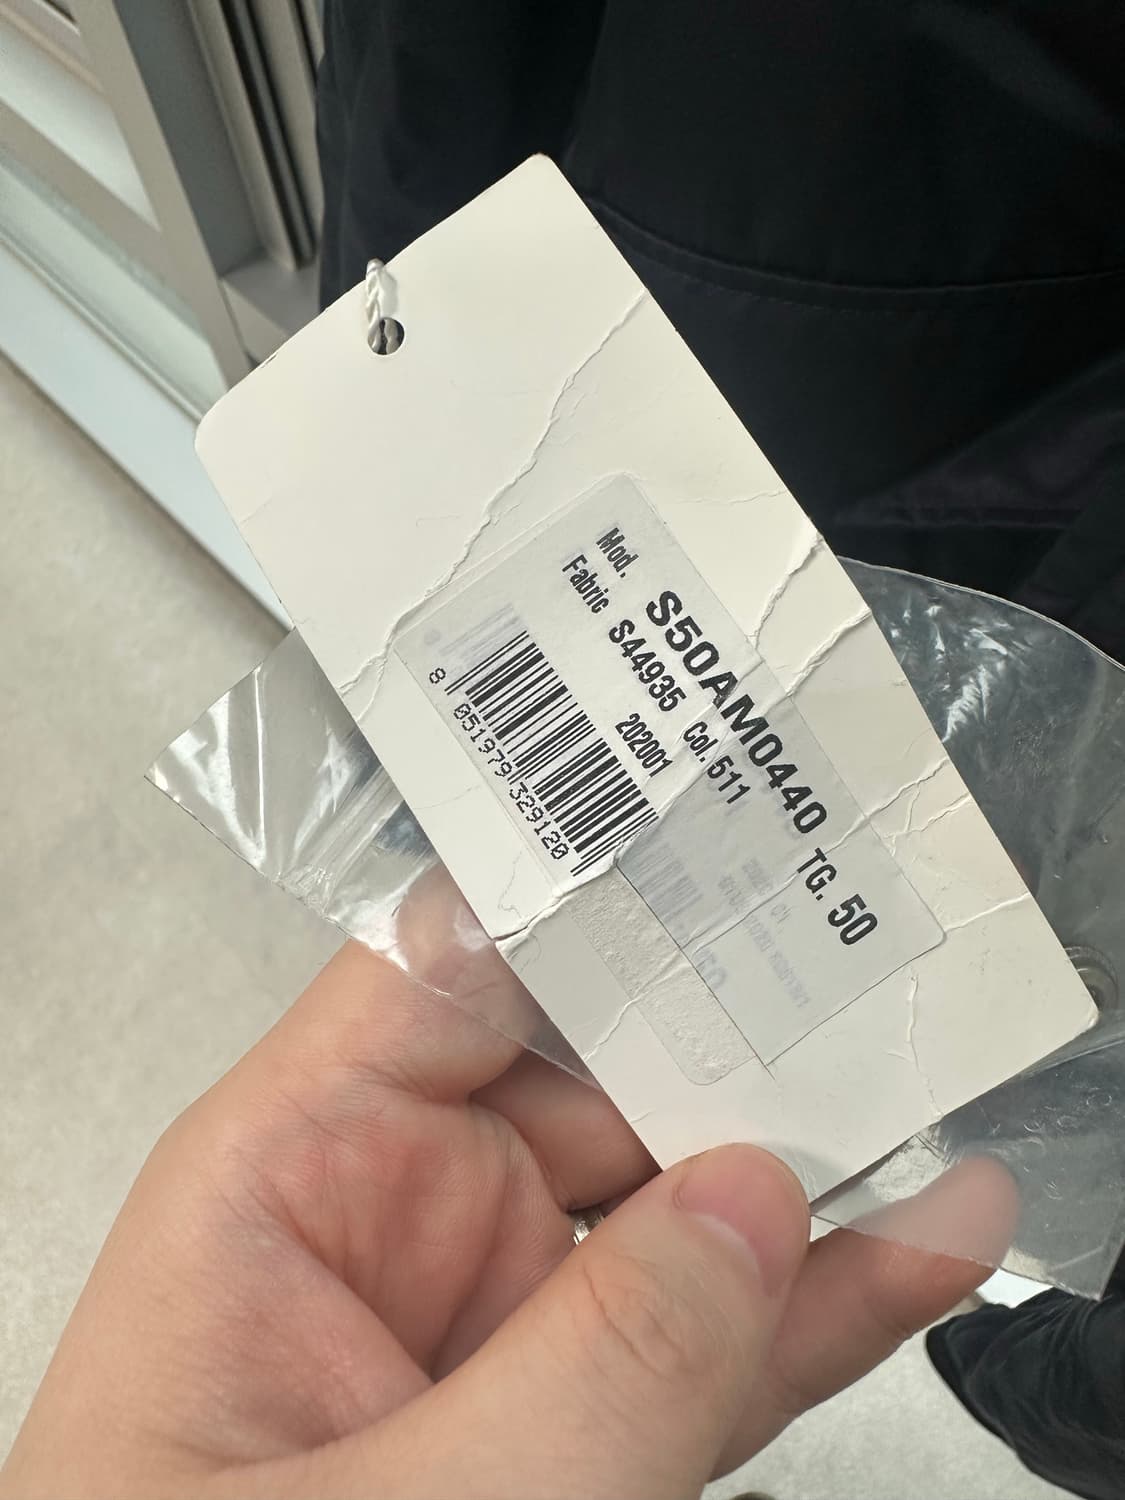 Mod. S50AM0440 TG. 50
Fabric S44935 Col. 511
202001
8 051979 329120